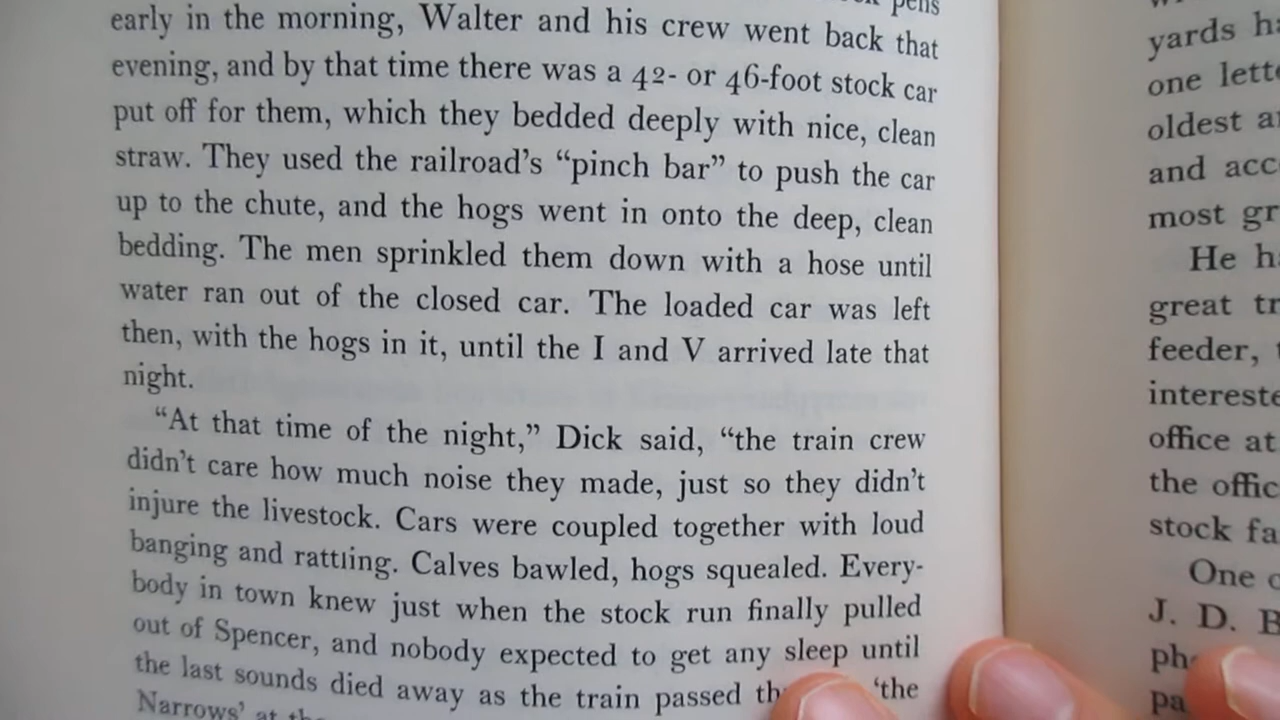 pens
early in the morning, Walter and his crew went back that
evening, and by that time there was a 42- or 46-foot stock car
put off for them, which they bedded deeply with nice, clean
straw. They used the railroad’s “pinch bar” to push the car
up to the chute, and the hogs went in onto the deep, clean
bedding. The men sprinkled them down with a hose until
water ran out of the closed car. The loaded car was left
then, with the hogs in it, until the I and V arrived late that
night.
“At that time of the night,” Dick said, “the train crew
didn’t care how much noise they made, just so they didn’t
injure the livestock. Cars were coupled together with loud
banging and rattling. Calves bawled, hogs squealed. Every-
body in town knew just when the stock run finally pulled
out of Spencer, and nobody expected to get any sleep until
the last sounds died away as the train passed ‘the
Narrows’ at
yards
one
oldest
and
most
He
great
feeder,
office at
the
stock
One
J. D.